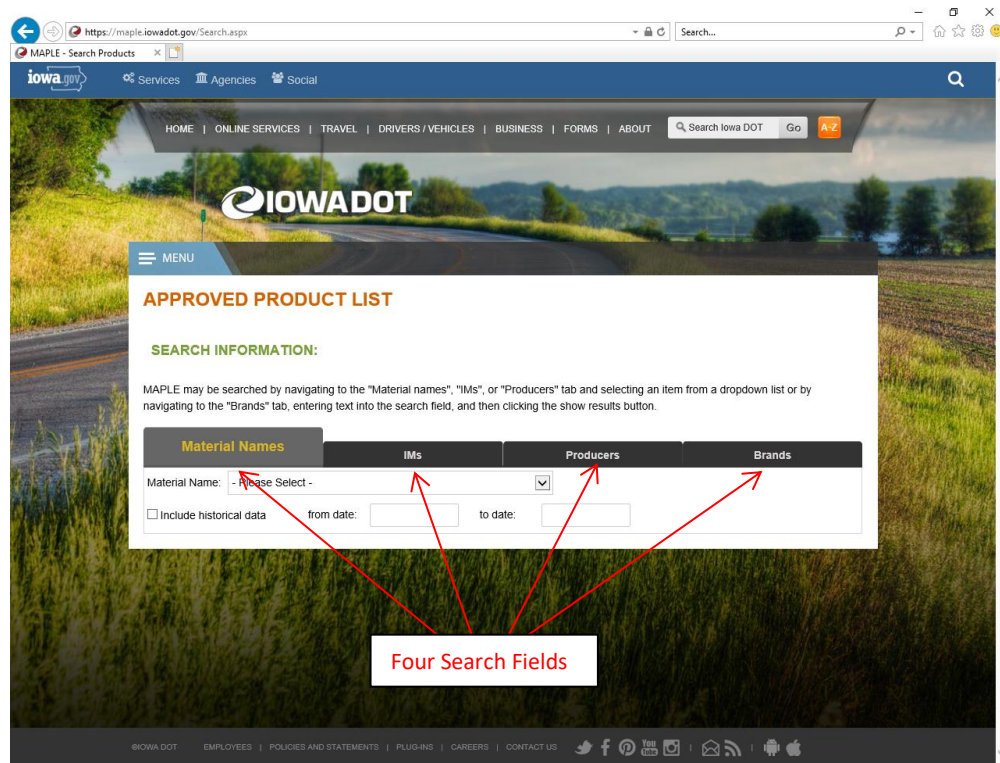 https://maple.iowadot.gov/Search.aspx
Search...
MAPLE - Search Products
iowa.gov Services Agencies Social
HOME | ONLINE SERVICES | TRAVEL | DRIVERS / VEHICLES | BUSINESS | FORMS | ABOUT Search Iowa DOT Go A-Z
IOWADOT
MENU
APPROVED PRODUCT LIST
SEARCH INFORMATION:
MAPLE may be searched by navigating to the "Material names", "IMs", or "Producers" tab and selecting an item from a dropdown list or by
navigating to the "Brands" tab, entering text into the search field, and then clicking the show results button.
Material Names IMs Producers Brands
Material Name: - Please Select -
Include historical data from date: to date:
Four Search Fields
©IOWA DOT EMPLOYEES | POLICIES AND STATEMENTS | PLUG-INS | CAREERS | CONTACT US You Tube